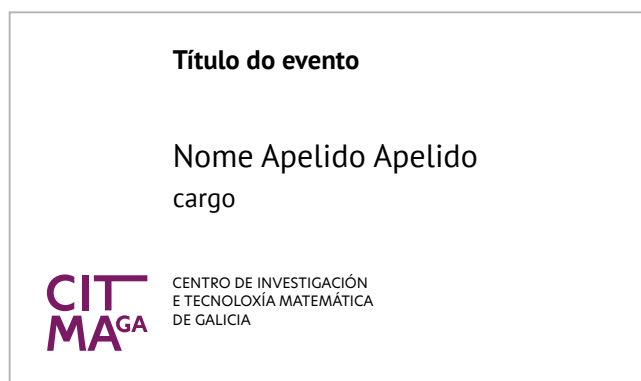 Título do evento
Nome Apelido Apelido
cargo
CIT
MAGA
CENTRO DE INVESTIGACIÓN
E TECNOLOXÍA MATEMÁTICA
DE GALICIA